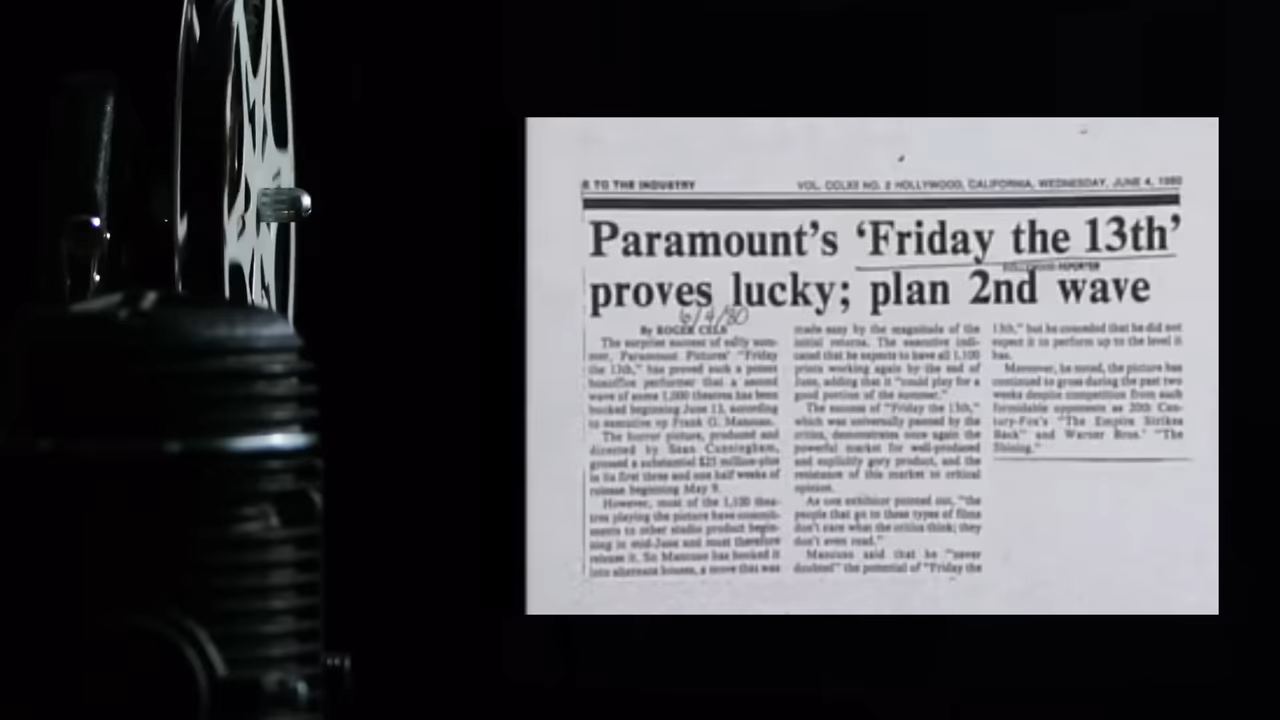 R TO THE INDUSTRY
VOL. CCLXII NO. 2 HOLLYWOOD, CALIFORNIA, WEDNESDAY, JUNE 4, 1980
Paramount's 'Friday the 13th'
REPORTER
proves lucky; plan 2nd wave
6/4/80
By ROGER
The surprise success of early sum-
mer, Paramount Pictures' "Friday
the 13th," has proved such a potent
boxoffice performer that a second
wave of some 1,000 theatres has been
booked beginning June 13, according
to executive vp Frank G. Mancuso.
The horror picture, produced and
directed by Sean Cunningham,
grossed a substantial $25 million-plus
in its first three and one half weeks of
release beginning May 9.
However, most of the 1,100 thea-
tres playing the picture have commit-
ments to other studio product begin-
ning in mid-June and must therefore
release it. So Mancuso has booked it
into alternate houses, a move that was
made easy by the magnitude of the
initial returns. The executive indi-
cated that he expects to have all 1,100
prints working again by the end of
June, adding that it "could play for a
good portion of the summer."
The success of "Friday the 13th,"
which was universally panned by the
critics, demonstrates once again the
powerful market for well-produced
and explicitly gory product, and the
resistance of this market to critical
opinion.
As one exhibitor pointed out, "the
people that go to these types of films
don't care what the critics think; they
don't even read."
Mancuso said that he "never
doubted" the potential of "Friday the
13th," but he conceded that he did not
expect it to perform up to the level it
has.
Moreover, he noted, the picture has
continued to gross during the past two
weeks despite competition from such
formidable opponents as 20th Cen-
tury-Fox's "The Empire Strikes
Back" and Warner Bros.' "The
Shining."